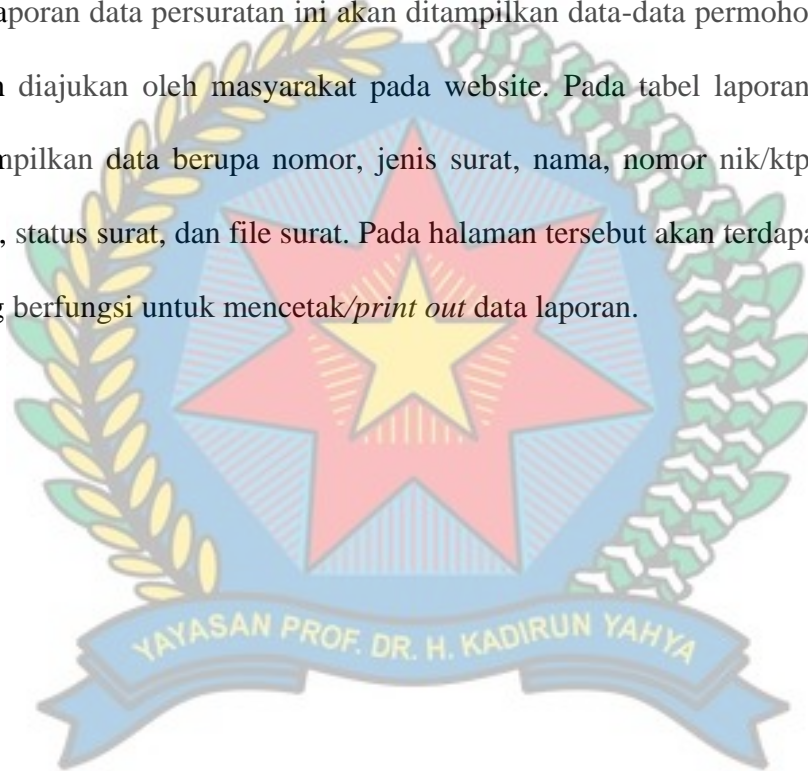 aporan data persuratan ini akan ditampilkan data-data permoho
diajukan oleh masyarakat pada website. Pada tabel laporan
mpilkan data berupa nomor, jenis surat, nama, nomor nik/ktp
, status surat, dan file surat. Pada halaman tersebut akan terdapa
g berfungsi untuk mencetak/print out data laporan.
YAYASAN PROF. DR. H. KADIRUN YAHYA